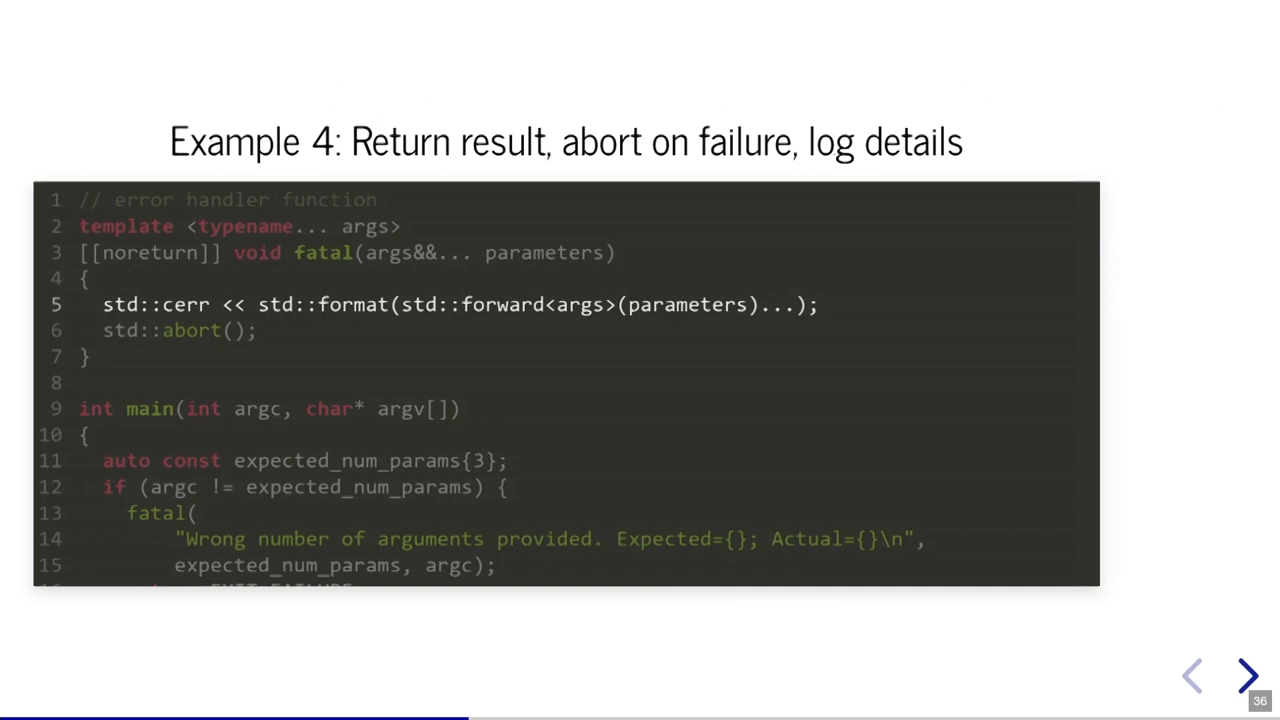 Example 4: Return result, abort on failure, log details
1 // error handler function
2 template <typename... args>
3 [[noreturn]] void fatal(args&&... parameters)
4 {
5   std::cerr << std::format(std::forward<args>(parameters)...);
6   std::abort();
7 }
8
9 int main(int argc, char* argv[])
10 {
11   auto const expected_num_params{3};
12   if (argc != expected_num_params) {
13     fatal(
14         "Wrong number of arguments provided. Expected={}; Actual={}\n",
15         expected_num_params, argc);
36